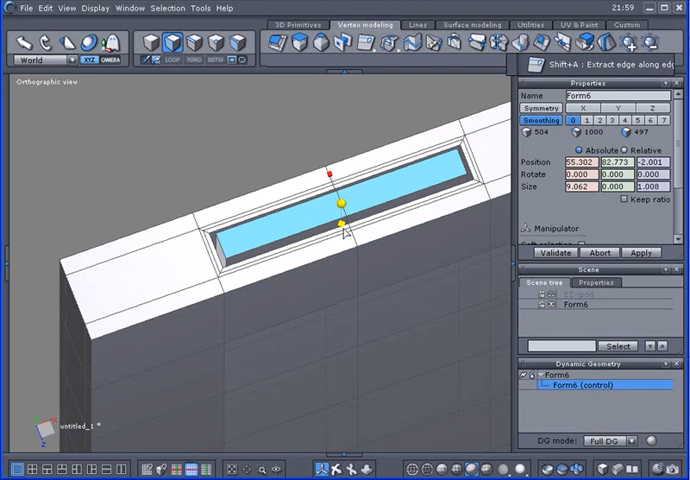 File Edit View Display Windows Selection Tools Help
21:59
3D Primitives Vertex modeling Lines Surface modeling Utilities UV & Paint Custom
World XYZ CAMERA
LOOP RING BETW
Shift+A : Extract edge along edg
Orthographic view
Properties
Name Form6
Symmetry X Y Z
Smoothing 0 1 2 3 4 5 6 7
504 1000 497
Absolute Relative
Position 55.302 82.773 -2.001
Rotate 0.000 0.000 0.000
Size 9.062 0.000 1.008
Keep ratio
Manipulator
Validate Abort Apply
Scene
Scene tree Properties
Form6
Select
Dynamic Geometry
Form6
Form6 (control)
DG mode: Full DG
untitled_1 *
Z